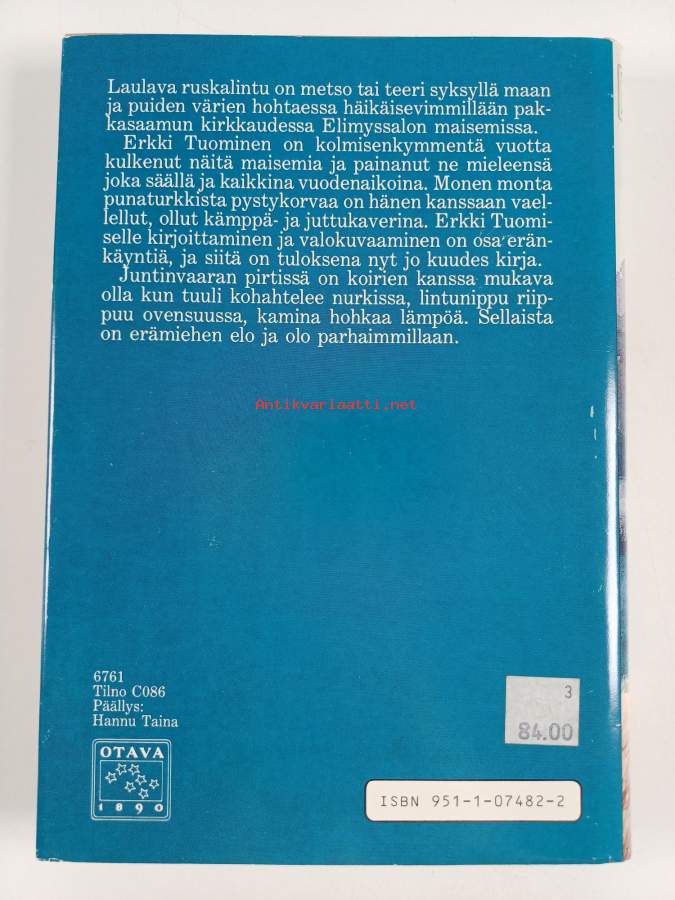 Laulava ruskalintu on metso tai teeri syksyllä maan
ja puiden värien hohtaessa häikäisevimmillään pak-
kasaamun kirkkaudessa Elimyssalon maisemissa.
Erkki Tuominen on kolmisenkymmentä vuotta
kulkenut näitä maisemia ja painanut ne mieleensä
joka säällä ja kaikkina vuodenaikoina. Monen monta
punaturkkista pystykorvaa on hänen kanssaan vael-
lellut, ollut kämppä- ja juttukaverina. Erkki Tuomi-
selle kirjoittaminen ja valokuvaaminen on osa erän-
käyntiä, ja siitä on tuloksena nyt jo kuudes kirja.
Juntinvaaran pirtissä on koirien kanssa mukava
olla kun tuuli kohahtelee nurkissa, lintunippu riip-
puu ovensuussa, kamina hohkaa lämpöä. Sellaista
on erämiehen elo ja olo parhaimmillaan.
Antikvariaatti.net
6761
Tilno C086
Päällys:
Hannu Taina
OTAVA
1890
3
84.00
ISBN 951-1-07482-2